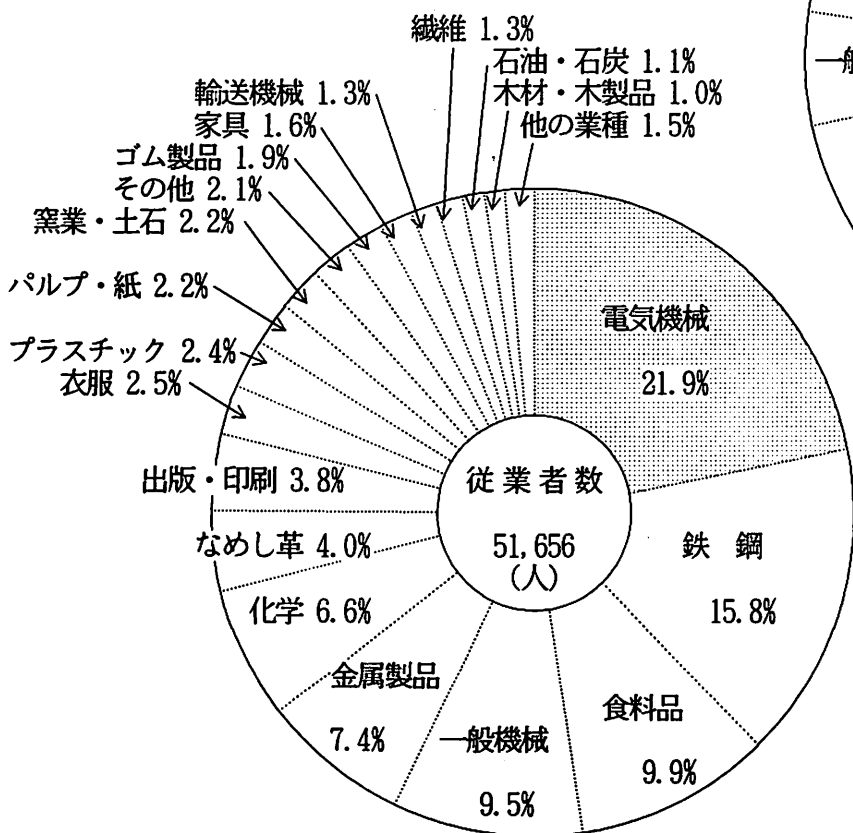 繊維 1.3%
石油・石炭 1.1%
輸送機械 1.3%
木材・木製品 1.0%
家具 1.6%
他の業種 1.5%
ゴム製品 1.9%
その他 2.1%
窯業・土石 2.2%
パルプ・紙 2.2%
プラスチック 2.4%
衣服 2.5%
出版・印刷 3.8%
なめし革 4.0%
化学 6.6%
金属製品
7.4%
一般機械
9.5%
食料品
9.9%
鉄 鋼
15.8%
電気機械
21.9%
従業者数
51,656
(人)
一般